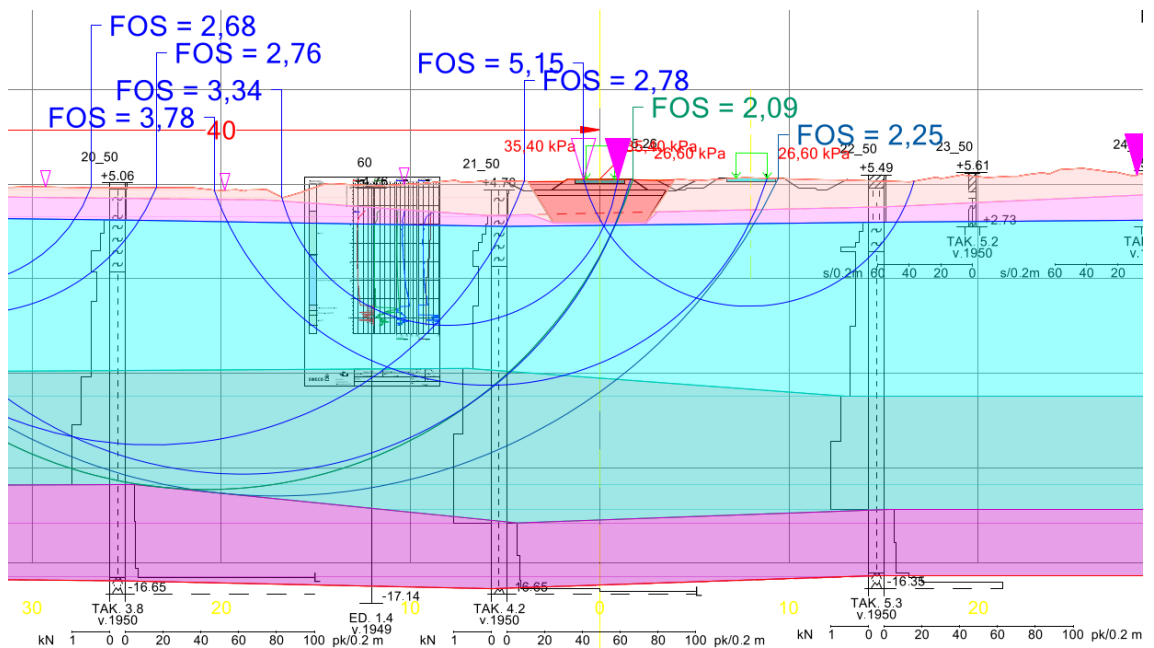 FOS = 2,68
FOS = 2,76
FOS = 5,15
FOS = 2,78
FOS = 3,34
FOS = 2,09
FOS = 3,78
40
FOS = 2,25
35,40 kPa
26,60 kPa
26,60 kPa
20_50
+5.06
60
21_50
+4.79
22_50
+5.49
23_50
+5.61
+2.73
TAK. 5.2
v.1950
s/0.2m 60 40 20 0
s/0.2m 60 40 20
-16.65
-17.14
16.65
-16.35
30
20
0
10
20
TAK. 3.8
v.1950
ED. 1.4
v.1949
TAK. 4.2
v.1950
TAK. 5.3
v.1950
kN 1 0 0 20 40 60 80 100 pk/0.2 m
kN 1 0 0 20 40 60 80 100 pk/0.2 m
kN 1 0 0 20 40 60 80 100 pk/0.2 m